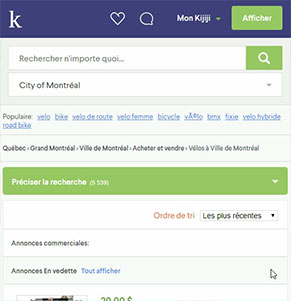 k Mon Kijiji Afficher
Rechercher n'importe quoi...
City of Montréal
Populaire: velo bike velo de route velo femme bicycle vÃ©lo bmx fixie velo hybride
road bike
Québec › Grand Montréal › Ville de Montréal › Acheter et vendre › Vélos à Ville de Montréal
Préciser la recherche (5 539)
Ordre de tri Les plus récentes
Annonces commerciales:
Annonces En vedette Tout afficher